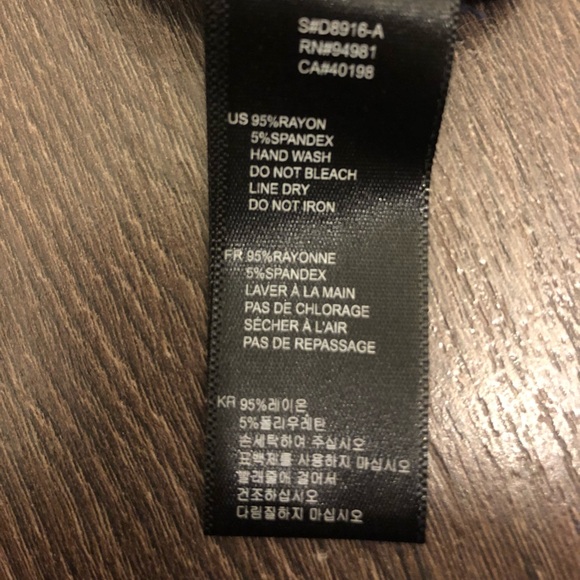 S#D8916-A
RN#94981
CA#40198
US 95%RAYON
5%SPANDEX
HAND WASH
DO NOT BLEACH
LINE DRY
DO NOT IRON
FR 95%RAYONNE
5%SPANDEX
LAVER À LA MAIN
PAS DE CHLORAGE
SÉCHER À L'AIR
PAS DE REPASSAGE
KR 95%레이온
5%폴리우레탄
손세탁하여 주십시오
표백제를 사용하지 마십시오
빨래줄에 걸어서
건조하십시오
다림질하지 마십시오